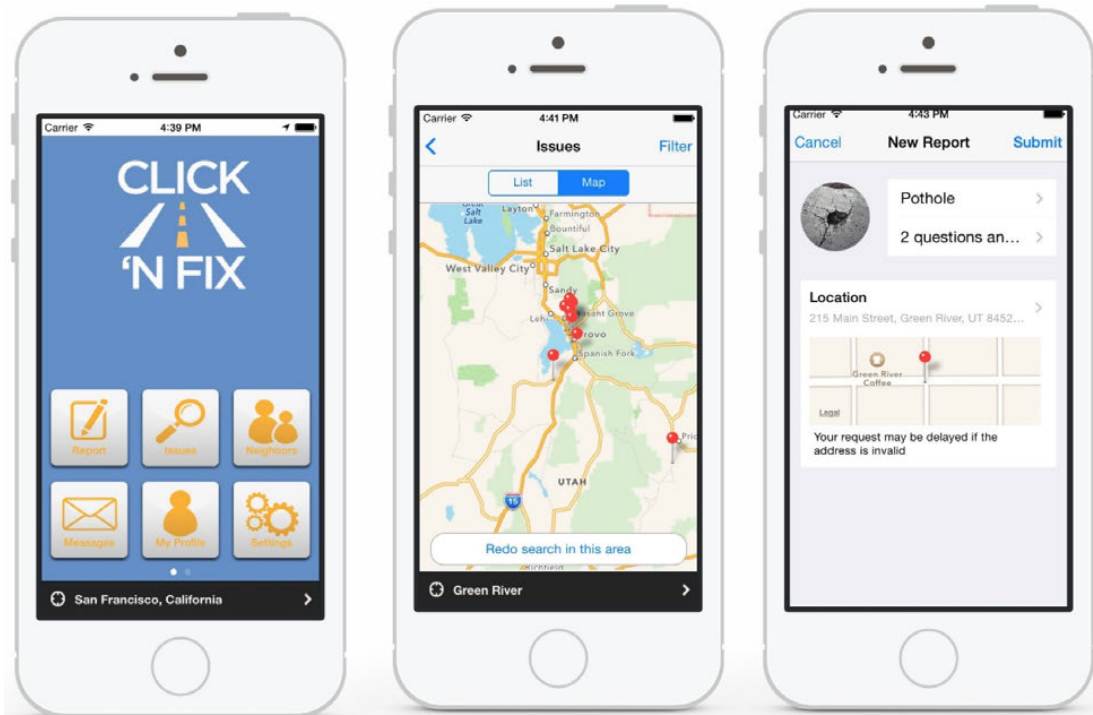 Carrier 4:39 PM
CLICK
'N FIX
Report Issues Neighbors
Messages My Profile Settings
San Francisco, California
Carrier 4:41 PM
Issues Filter
List Map
Great
Salt
Lake
Layton
Farmington
Bountiful
Salt Lake City
West Valley City
Sandy
Pleasant Grove
Lehi
Provo
Spanish Fork
UTAH
15
Redo search in this area
Richfield
Green River
Carrier 4:43 PM
Cancel New Report Submit
Pothole
2 questions an...
Location
215 Main Street, Green River, UT 8452...
Green River
Coffee
Legal
Your request may be delayed if the
address is invalid